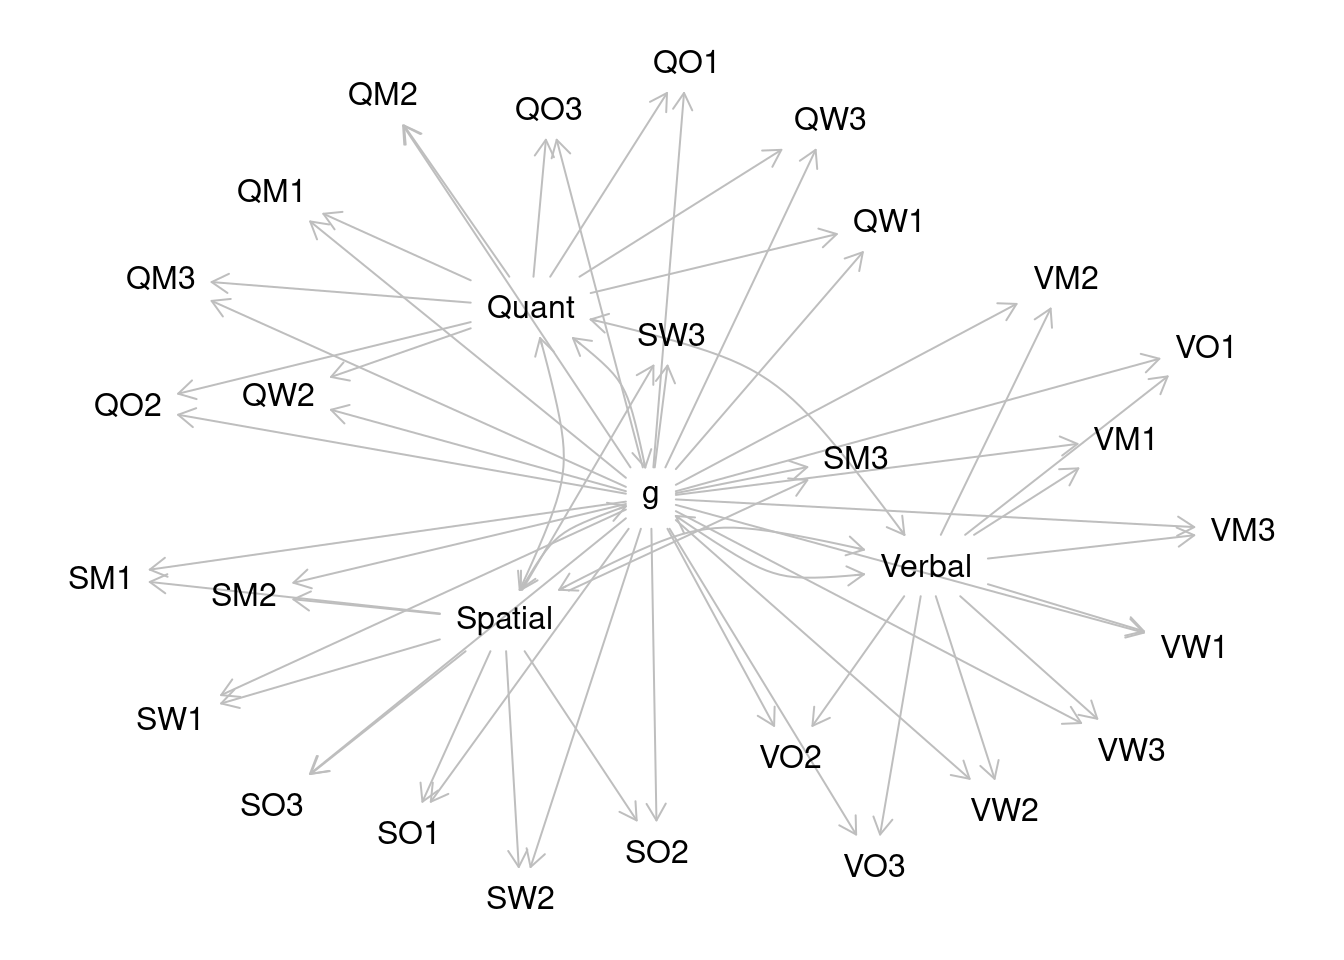 QO1
QM2
QO3
QW3
QM1
QW1
QM3
VM2
Quant
SW3
VO1
QW2
QO2
VM1
SM3
g
VM3
Verbal
SM1
SM2
Spatial
VW1
SW1
VW3
VO2
SO3
VW2
SO1
SO2
VO3
SW2